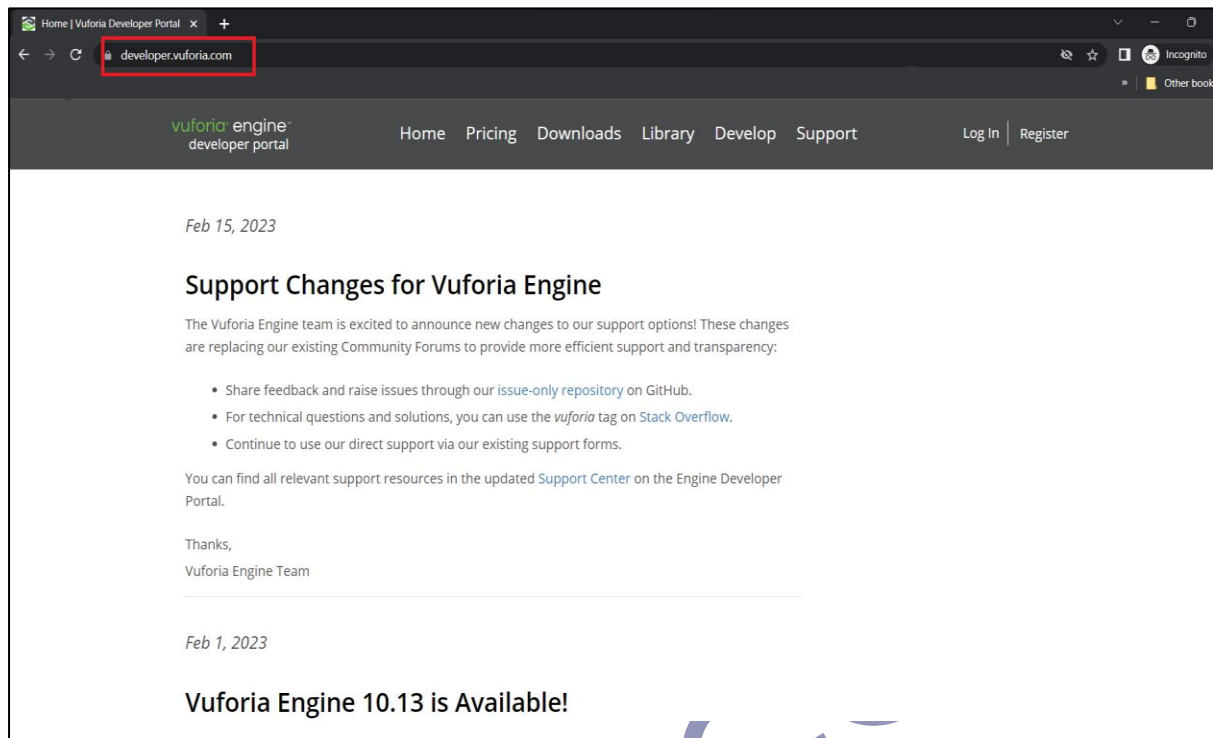 Home | Vuforia Developer Portal
developer.vuforia.com
Incognito
» Other book
vuforia engine
developer portal
Home Pricing Downloads Library Develop Support
Log In | Register
Feb 15, 2023
Support Changes for Vuforia Engine
The Vuforia Engine team is excited to announce new changes to our support options! These changes
are replacing our existing Community Forums to provide more efficient support and transparency:
• Share feedback and raise issues through our issue-only repository on GitHub.
• For technical questions and solutions, you can use the vuforia tag on Stack Overflow.
• Continue to use our direct support via our existing support forms.
You can find all relevant support resources in the updated Support Center on the Engine Developer
Portal.
Thanks,
Vuforia Engine Team
Feb 1, 2023
Vuforia Engine 10.13 is Available!